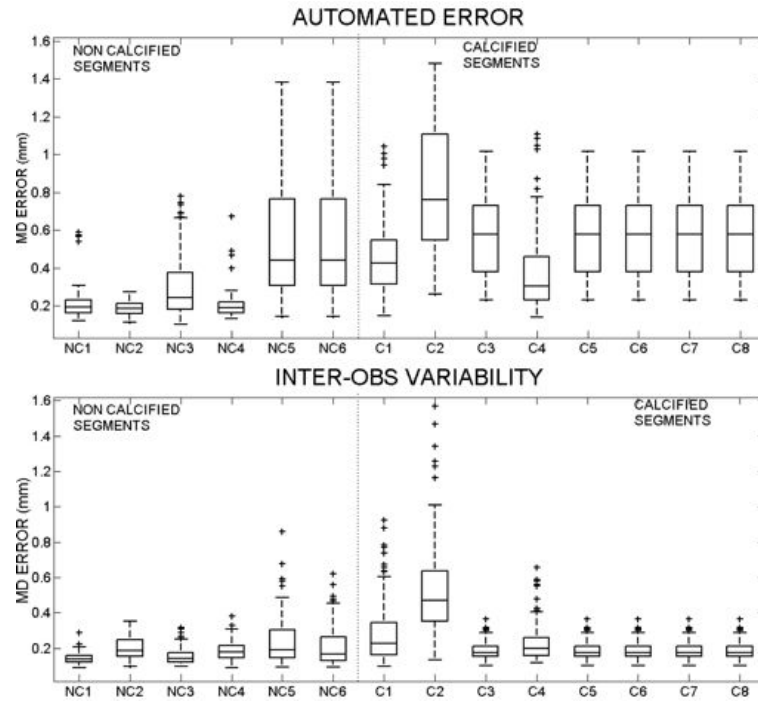 AUTOMATED ERROR
NON CALCIFIED
SEGMENTS
CALCIFIED
SEGMENTS
MD ERROR (mm)
1.6
1.4
1.2
1
0.8
0.6
0.4
0.2
NC1 NC2 NC3 NC4 NC5 NC6 C1 C2 C3 C4 C5 C6 C7 C8
INTER-OBS VARIABILITY
NON CALCIFIED
SEGMENTS
CALCIFIED
SEGMENTS
MD ERROR (mm)
1.6
1.4
1.2
1
0.8
0.6
0.4
0.2
NC1 NC2 NC3 NC4 NC5 NC6 C1 C2 C3 C4 C5 C6 C7 C8